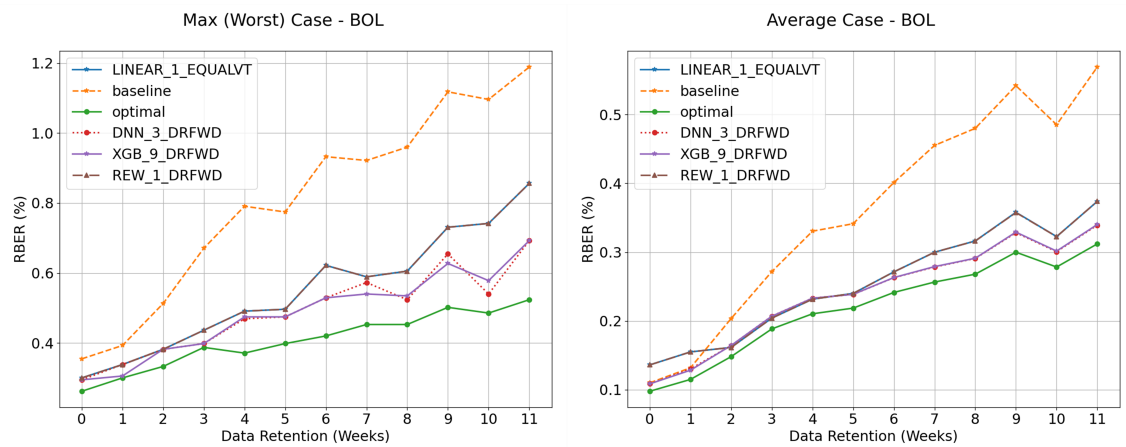 Max (Worst) Case - BOL
RBER (%)
1.2
1.0
0.8
0.6
0.4
LINEAR_1_EQUALVT
baseline
optimal
DNN_3_DRFWD
XGB_9_DRFWD
REW_1_DRFWD
0 1 2 3 4 5 6 7 8 9 10 11
Data Retention (Weeks)
Average Case - BOL
RBER (%)
0.5
0.4
0.3
0.2
0.1
LINEAR_1_EQUALVT
baseline
optimal
DNN_3_DRFWD
XGB_9_DRFWD
REW_1_DRFWD
0 1 2 3 4 5 6 7 8 9 10 11
Data Retention (Weeks)